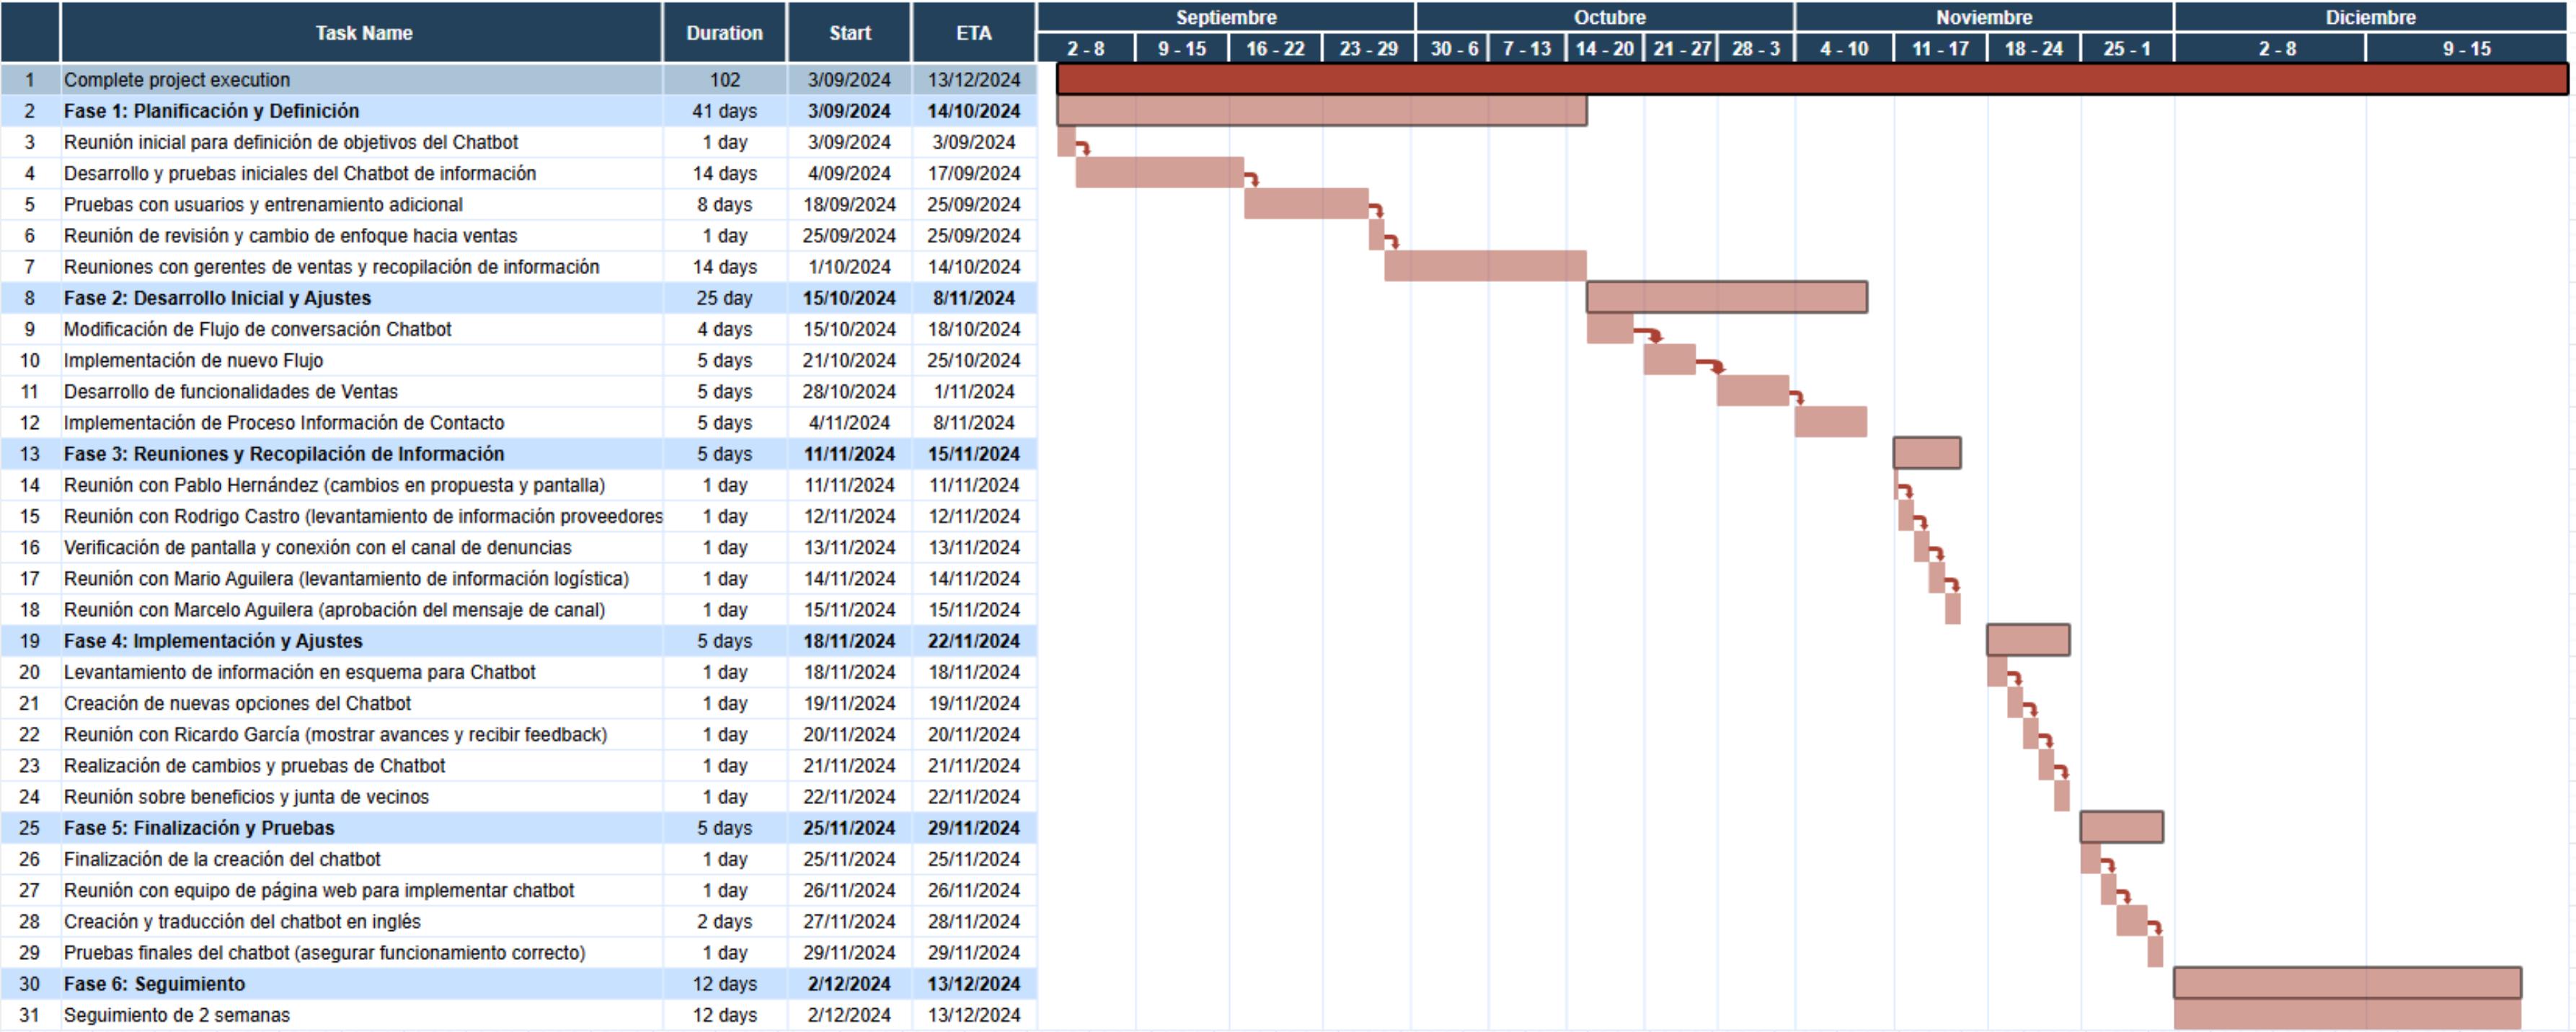 Task Name Duration Start ETA Septiembre Octubre Noviembre Diciembre
2 - 8 9 - 15 16 - 22 23 - 29 30 - 6 7 - 13 14 - 20 21 - 27 28 - 3 4 - 10 11 - 17 18 - 24 25 - 1 2 - 8 9 - 15
1 Complete project execution 102 3/09/2024 13/12/2024
2 Fase 1: Planificación y Definición 41 days 3/09/2024 14/10/2024
3 Reunión inicial para definición de objetivos del Chatbot 1 day 3/09/2024 3/09/2024
4 Desarrollo y pruebas iniciales del Chatbot de información 14 days 4/09/2024 17/09/2024
5 Pruebas con usuarios y entrenamiento adicional 8 days 18/09/2024 25/09/2024
6 Reunión de revisión y cambio de enfoque hacia ventas 1 day 25/09/2024 25/09/2024
7 Reuniones con gerentes de ventas y recopilación de información 14 days 1/10/2024 14/10/2024
8 Fase 2: Desarrollo Inicial y Ajustes 25 day 15/10/2024 8/11/2024
9 Modificación de Flujo de conversación Chatbot 4 days 15/10/2024 18/10/2024
10 Implementación de nuevo Flujo 5 days 21/10/2024 25/10/2024
11 Desarrollo de funcionalidades de Ventas 5 days 28/10/2024 1/11/2024
12 Implementación de Proceso Información de Contacto 5 days 4/11/2024 8/11/2024
13 Fase 3: Reuniones y Recopilación de Información 5 days 11/11/2024 15/11/2024
14 Reunión con Pablo Hernández (cambios en propuesta y pantalla) 1 day 11/11/2024 11/11/2024
15 Reunión con Rodrigo Castro (levantamiento de información proveedores 1 day 12/11/2024 12/11/2024
16 Verificación de pantalla y conexión con el canal de denuncias 1 day 13/11/2024 13/11/2024
17 Reunión con Mario Aguilera (levantamiento de información logística) 1 day 14/11/2024 14/11/2024
18 Reunión con Marcelo Aguilera (aprobación del mensaje de canal) 1 day 15/11/2024 15/11/2024
19 Fase 4: Implementación y Ajustes 5 days 18/11/2024 22/11/2024
20 Levantamiento de información en esquema para Chatbot 1 day 18/11/2024 18/11/2024
21 Creación de nuevas opciones del Chatbot 1 day 19/11/2024 19/11/2024
22 Reunión con Ricardo García (mostrar avances y recibir feedback) 1 day 20/11/2024 20/11/2024
23 Realización de cambios y pruebas de Chatbot 1 day 21/11/2024 21/11/2024
24 Reunión sobre beneficios y junta de vecinos 1 day 22/11/2024 22/11/2024
25 Fase 5: Finalización y Pruebas 5 days 25/11/2024 29/11/2024
26 Finalización de la creación del chatbot 1 day 25/11/2024 25/11/2024
27 Reunión con equipo de página web para implementar chatbot 1 day 26/11/2024 26/11/2024
28 Creación y traducción del chatbot en inglés 2 days 27/11/2024 28/11/2024
29 Pruebas finales del chatbot (asegurar funcionamiento correcto) 1 day 29/11/2024 29/11/2024
30 Fase 6: Seguimiento 12 days 2/12/2024 13/12/2024
31 Seguimiento de 2 semanas 12 days 2/12/2024 13/12/2024